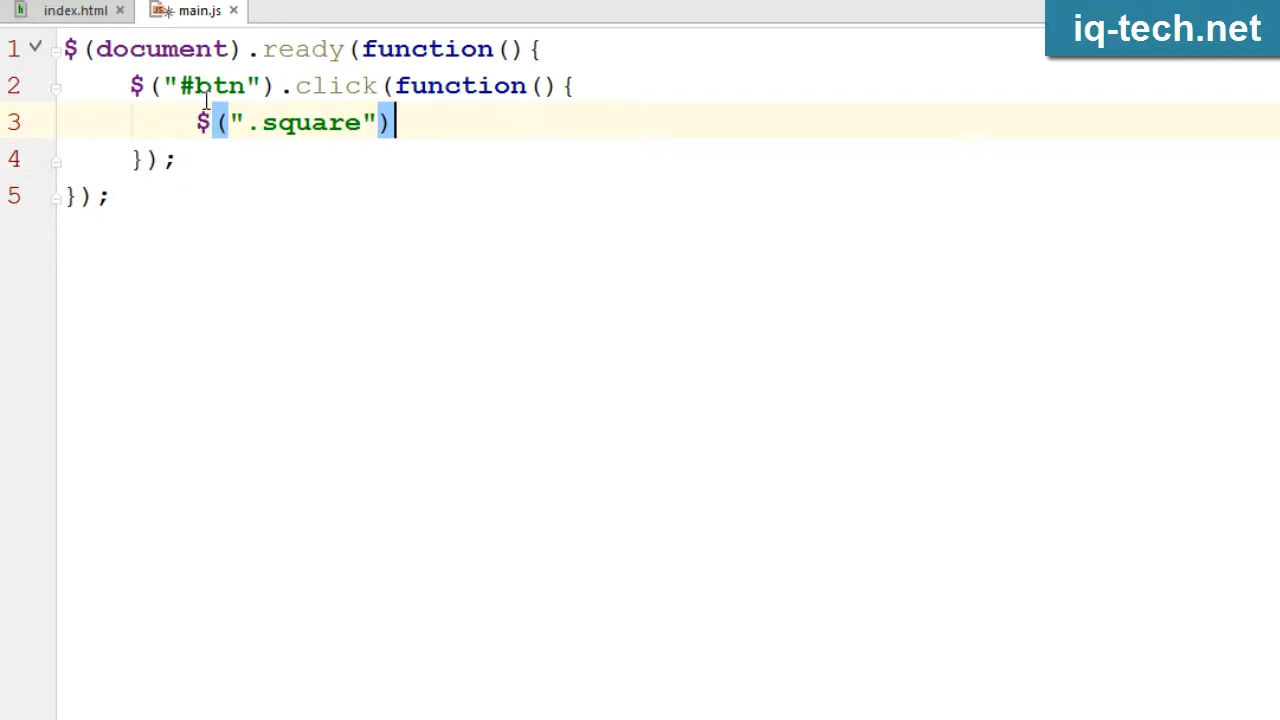 index.html
main.js
iq-tech.net
1 $(document).ready(function(){
2 $("#btn").click(function(){
3 $(".square")
4 });
5 });